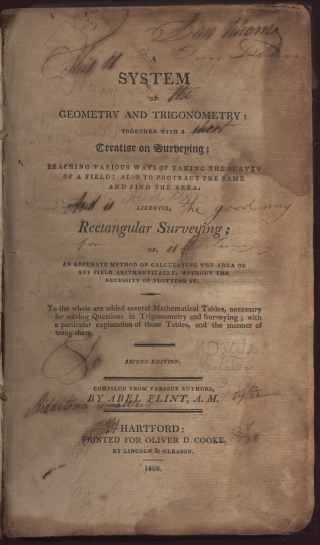 A
SYSTEM
OF
GEOMETRY AND TRIGONOMETRY:
TOGETHER WITH A
Treatise on Surveying;
TEACHING VARIOUS WAYS OF TAKING THE SURVEY
OF A FIELD; ALSO TO PROTRACT THE SAME
AND FIND THE AREA.
LIKEWISE,
the good way
Rectangular Surveying;
OR,
AN ACCURATE METHOD OF CALCULATING THE AREA OF
ANY FIELD ARITHMETICALLY, WITHOUT THE
NECESSITY OF PLOTTING IT.
To the whole are added several Mathematical Tables, necessary
for solving Questions in Trigonometry and Surveying; with
a particular explanation of those Tables, and the manner of
using them.
SECOND EDITION.
COMPILED FROM VARIOUS AUTHORS,
BY ABEL FLINT, A. M.
HARTFORD:
PRINTED FOR OLIVER D. COOKE,
BY LINCOLN & GLEASON.